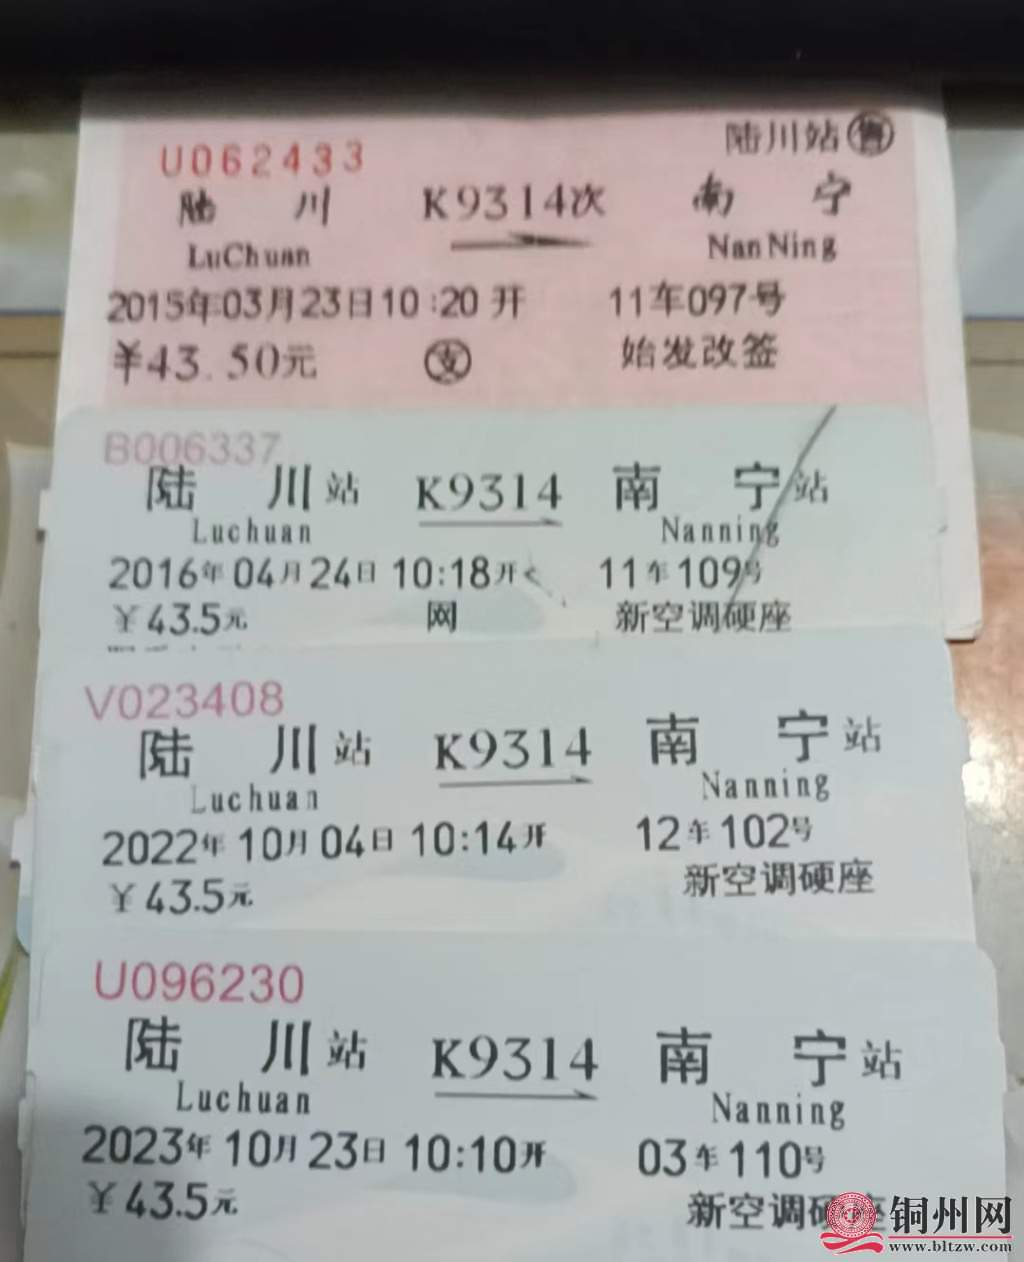 U062433
陆川站 售
陆 川 K9314次 南 宁
LuChuan NanNing
2015年03月23日10:20 开 11车097号
¥43.50元 支 始发改签
B006337
陆 川 站 K9314 南 宁 站
Luchuan Nanning
2016年04月24日 10:18开 11车109号
¥43.5元 网 新空调硬座
V023408
陆 川 站 K9314 南 宁 站
Luchuan Nanning
2022年10月04日 10:14开 12车102号
¥43.5元 新空调硬座
U096230
陆 川 站 K9314 南 宁 站
Luchuan Nanning
2023年10月23日 10:10开 03车110号
¥43.5元 新空调硬座
铜州网
www.bltzw.com